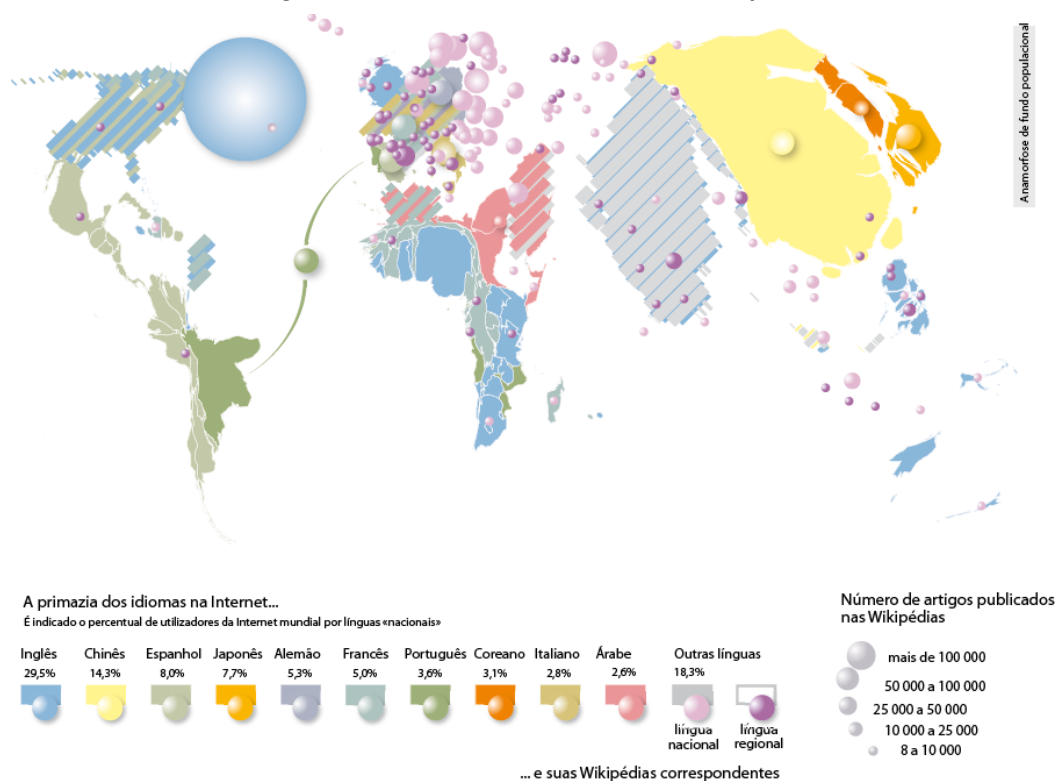 Anamorfose de fundo populacional
A primazia dos idiomas na Internet...
É indicado o percentual de utilizadores da Internet mundial por línguas «nacionais»
Inglês Chinês Espanhol Japonês Alemão Francês Português Coreano Italiano Árabe Outras línguas
29,5% 14,3% 8,0% 7,7% 5,3% 5,0% 3,6% 3,1% 2,8% 2,6% 18,3%
língua nacional
língua regional
... e suas Wikipédias correspondentes
Número de artigos publicados
nas Wikipédias
mais de 100 000
50 000 a 100 000
25 000 a 50 000
10 000 a 25 000
8 a 10 000